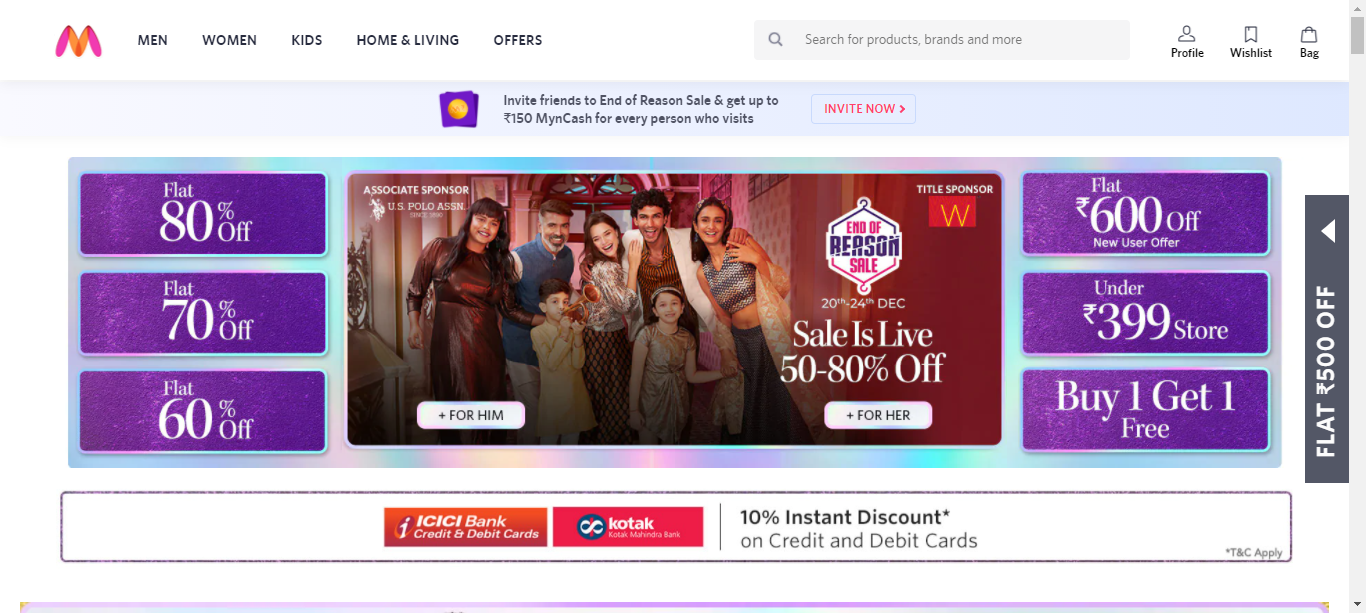 MEN
WOMEN
KIDS
HOME & LIVING
OFFERS
Search for products, brands and more
Profile
Wishlist
Bag
Invite friends to End of Reason Sale & get up to
₹150 MynCash for every person who visits
INVITE NOW
Flat
80% Off
Flat
70% Off
Flat
60% Off
ASSOCIATE SPONSOR
U.S. POLO ASSN.
SINCE 1890
TITLE SPONSOR
W
END OF
REASON
SALE
20th-24th DEC
Sale Is Live
50-80% Off
+ FOR HIM
+ FOR HER
Flat
₹600 Off
New User Offer
Under
₹399 Store
Buy 1 Get 1
Free
FLAT ₹500 OFF
ICICI Bank
Credit & Debit Cards
kotak
Kotak Mahindra Bank
10% Instant Discount*
on Credit and Debit Cards
*T&C Apply